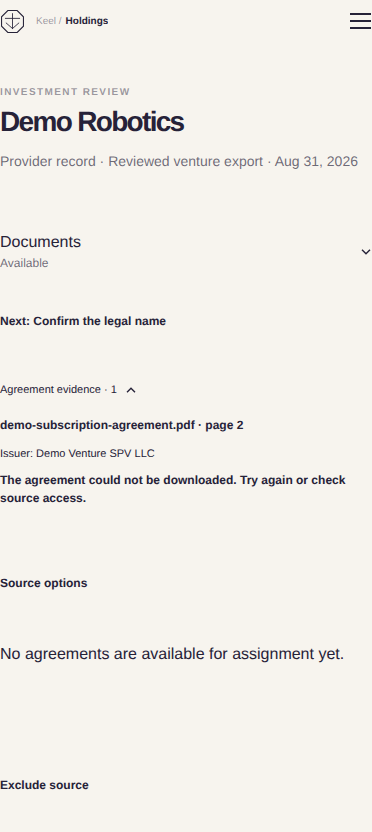 Keel / Holdings
INVESTMENT REVIEW
Demo Robotics
Provider record · Reviewed venture export · Aug 31, 2026
Documents
Available
Next: Confirm the legal name
Agreement evidence · 1
demo-subscription-agreement.pdf · page 2
Issuer: Demo Venture SPV LLC
The agreement could not be downloaded. Try again or check
source access.
Source options
No agreements are available for assignment yet.
Exclude source